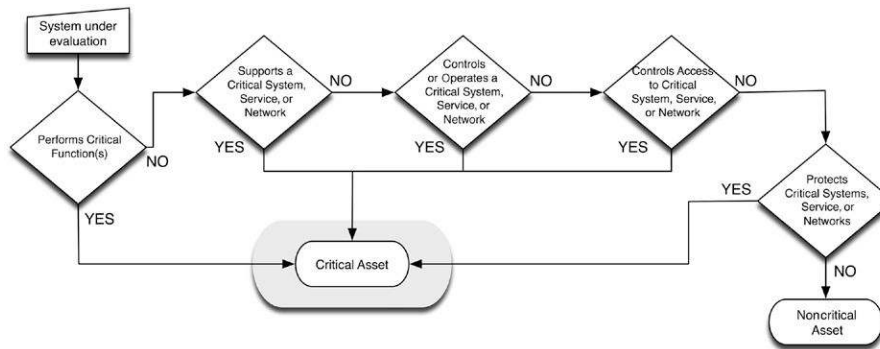 System under
evaluation
Performs Critical
Function(s)
NO
YES
Supports a
Critical System,
Service, or
Network
NO
YES
Controls
or Operates a
Critical System,
Service, or
Network
NO
YES
Controls Access
to Critical
System, Service,
or Network
NO
YES
Protects
Critical Systems,
Service, or
Networks
YES
NO
Critical Asset
Noncritical
Asset